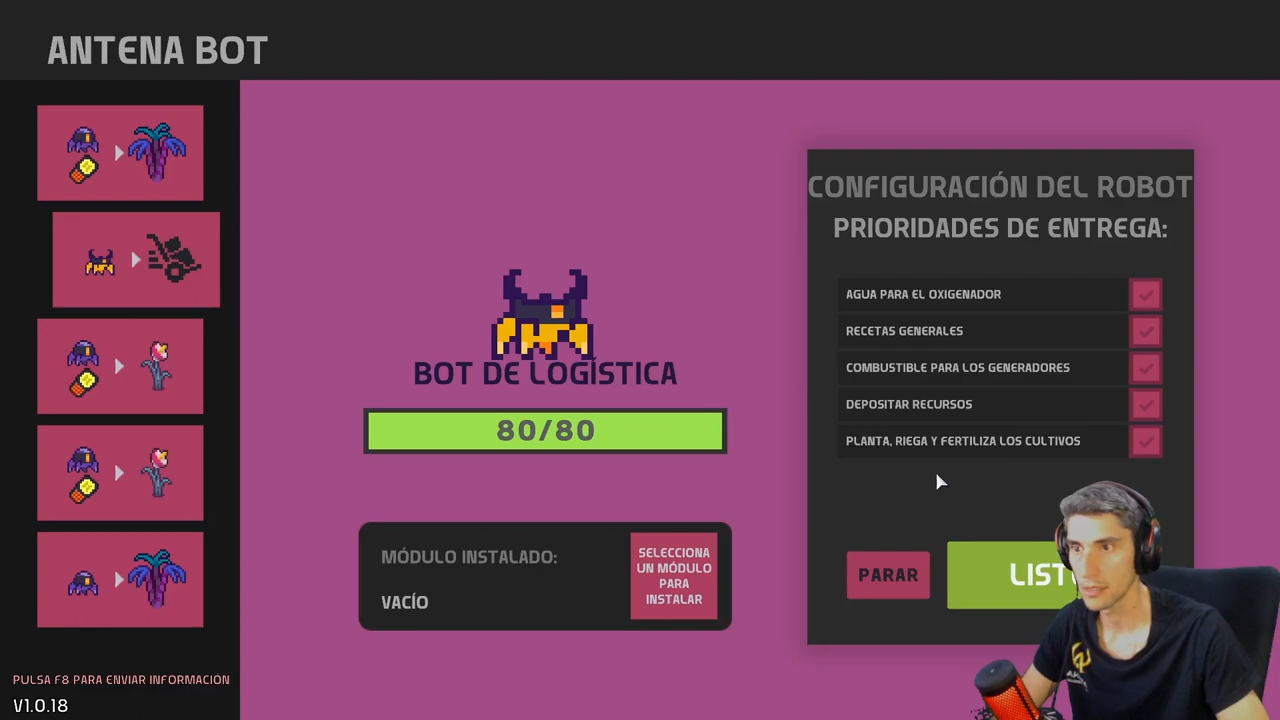 ANTENA BOT
CONFIGURACIÓN DEL ROBOT
PRIORIDADES DE ENTREGA:
AGUA PARA EL OXIGENADOR
RECETAS GENERALES
COMBUSTIBLE PARA LOS GENERADORES
DEPOSITAR RECURSOS
PLANTA, RIEGA Y FERTILIZA LOS CULTIVOS
BOT DE LOGÍSTICA
80/80
MÓDULO INSTALADO:
VACÍO
SELECCIONA
UN MÓDULO
PARA
INSTALAR
PARAR
LIST
PULSA F8 PARA ENVIAR INFORMACIÓN
V1.0.18